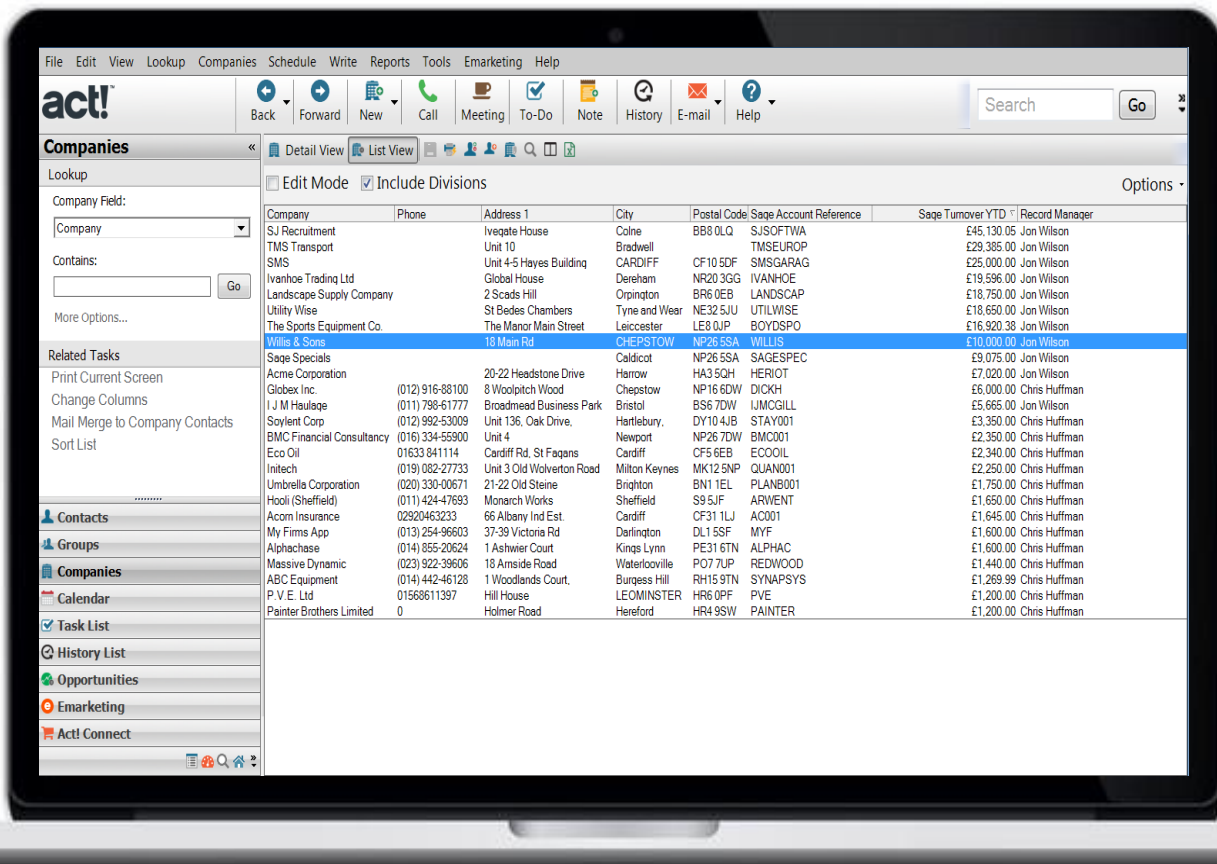 File Edit View Lookup Companies Schedule Write Reports Tools Emarketing Help
act!
Back Forward New Call Meeting To-Do Note History E-mail Help Search Go
Companies «
Detail View List View
Lookup
Edit Mode Include Divisions Options
Company Field:
Company
Contains:
Go
More Options...
Related Tasks
Print Current Screen
Change Columns
Mail Merge to Company Contacts
Sort List
Contacts
Groups
Companies
Calendar
Task List
History List
Opportunities
Emarketing
Act! Connect
Company Phone Address 1 City Postal Code Sage Account Reference Sage Turnover YTD Record Manager
SJ Recruitment Ivegate House Colne BB8 0LQ SJSOFTWA £45,130.05 Jon Wilson
TMS Transport Unit 10 Bradwell TMSEUROP £29,385.00 Jon Wilson
SMS Unit 4-5 Hayes Building CARDIFF CF10 5DF SMSGARAG £25,000.00 Jon Wilson
Ivanhoe Trading Ltd Global House Dereham NR20 3GG IVANHOE £19,596.00 Jon Wilson
Landscape Supply Company 2 Scads Hill Orpington BR6 0EB LANDSCAP £18,750.00 Jon Wilson
Utility Wise St Bedes Chambers Tyne and Wear NE32 5JU UTILWISE £18,650.00 Jon Wilson
The Sports Equipment Co. The Manor Main Street Leiccester LE8 0JP BOYDSPO £16,920.38 Jon Wilson
Willis & Sons 18 Main Rd CHEPSTOW NP26 5SA WILLIS £10,000.00 Jon Wilson
Sage Specials Caldicot NP26 5SA SAGESPEC £9,075.00 Jon Wilson
Acme Corporation 20-22 Headstone Drive Harrow HA3 5QH HERIOT £7,020.00 Jon Wilson
Globex Inc. (012) 916-88100 8 Woolpitch Wood Chepstow NP16 6DW DICKH £6,000.00 Chris Huffman
I J M Haulage (011) 798-61777 Broadmead Business Park Bristol BS6 7DW IJMCGILL £5,665.00 Jon Wilson
Soylent Corp (012) 992-53009 Unit 136, Oak Drive, Hartlebury, DY10 4JB STAY001 £3,350.00 Chris Huffman
BMC Financial Consultancy (016) 334-55900 Unit 4 Newport NP26 7DW BMC001 £2,350.00 Chris Huffman
Eco Oil 01633 841114 Cardiff Rd, St Fagans Cardiff CF5 6EB ECOOIL £2,340.00 Chris Huffman
Initech (019) 082-27733 Unit 3 Old Wolverton Road Milton Keynes MK12 5NP QUAN001 £2,250.00 Chris Huffman
Umbrella Corporation (020) 330-00671 21-22 Old Steine Brighton BN1 1EL PLANB001 £1,750.00 Chris Huffman
Hooli (Sheffield) (011) 424-47693 Monarch Works Sheffield S9 5JF ARWENT £1,650.00 Chris Huffman
Acorn Insurance 02920463233 66 Albany Ind Est. Cardiff CF31 1LJ AC001 £1,645.00 Chris Huffman
My Firms App (013) 254-96603 37-39 Victoria Rd Darlington DL1 5SF MYF £1,600.00 Chris Huffman
Alphachase (014) 855-20624 1 Ashwier Court Kings Lynn PE31 6TN ALPHAC £1,600.00 Chris Huffman
Massive Dynamic (023) 922-39606 18 Arnside Road Waterlooville PO7 7UP REDWOOD £1,440.00 Chris Huffman
ABC Equipment (014) 442-46128 1 Woodlands Court, Burgess Hill RH15 9TN SYNAPSYS £1,269.99 Chris Huffman
P.V.E. Ltd 01568611397 Hill House LEOMINSTER HR6 0PF PVE £1,200.00 Chris Huffman
Painter Brothers Limited 0 Holmer Road Hereford HR4 9SW PAINTER £1,200.00 Chris Huffman